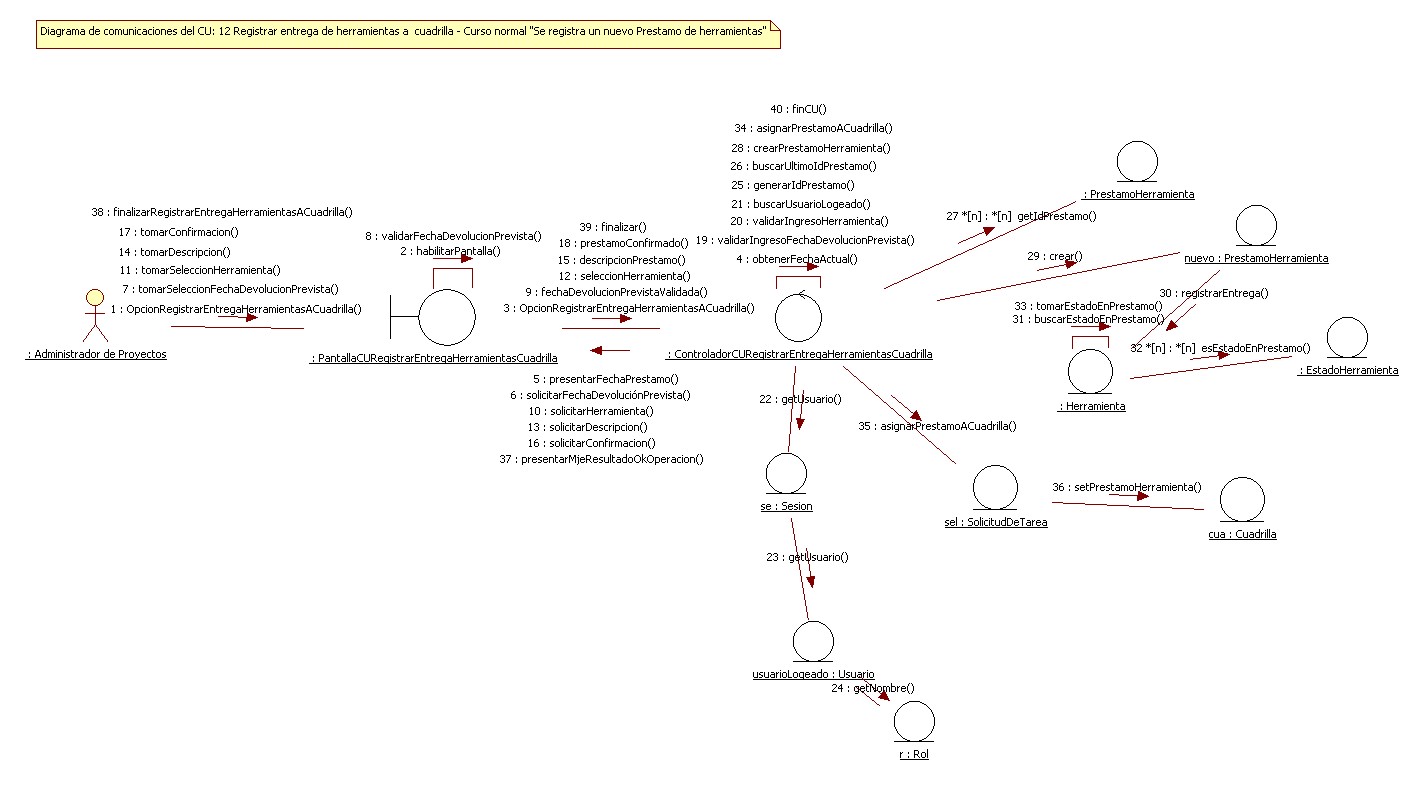 Diagrama de comunicaciones del CU: 12 Registrar entrega de herramientas a  cuadrilla - Curso normal "Se registra un nuevo Prestamo de herramientas"
40 : finCU()
34 : asignarPrestamoACuadrilla()
28 : crearPrestamoHerramienta()
26 : buscarUltimoIdPrestamo()
25 : generarIdPrestamo()
21 : buscarUsuarioLogeado()
20 : validarIngresoHerramienta()
19 : validarIngresoFechaDevolucionPrevista()
4 : obtenerFechaActual()
38 : finalizarRegistrarEntregaHerramientasACuadrilla()
17 : tomarConfirmacion()
14 : tomarDescripcion()
11 : tomarSeleccionHerramienta()
7 : tomarSeleccionFechaDevolucionPrevista()
1 : OpcionRegistrarEntregaHerramientasACuadrilla()
8 : validarFechaDevolucionPrevista()
2 : habilitarPantalla()
39 : finalizar()
18 : prestamoConfirmado()
15 : descripcionPrestamo()
12 : seleccionHerramienta()
9 : fechaDevolucionPrevistaValidada()
3 : OpcionRegistrarEntregaHerramientasACuadrilla()
: PrestamoHerramienta
27 *[n] : *[n]  getIdPrestamo()
29 : crear()
nuevo : PrestamoHerramienta
30 : registrarEntrega()
33 : tomarEstadoEnPrestamo()
31 : buscarEstadoEnPrestamo()
32 *[n] : *[n]  esEstadoEnPrestamo()
: EstadoHerramienta
: Herramienta
: Administrador de Proyectos
: PantallaCURegistrarEntregaHerramientasCuadrilla
: ControladorCURegistrarEntregaHerramientasCuadrilla
5 : presentarFechaPrestamo()
6 : solicitarFechaDevoluciónPrevista()
10 : solicitarHerramienta()
13 : solicitarDescripcion()
16 : solicitarConfirmacion()
37 : presentarMjeResultadoOkOperacion()
22 : getUsuario()
35 : asignarPrestamoACuadrilla()
se : Sesion
sel : SolicitudDeTarea
36 : setPrestamoHerramienta()
cua : Cuadrilla
23 : getUsuario()
usuarioLogeado : Usuario
24 : getNombre()
r : Rol